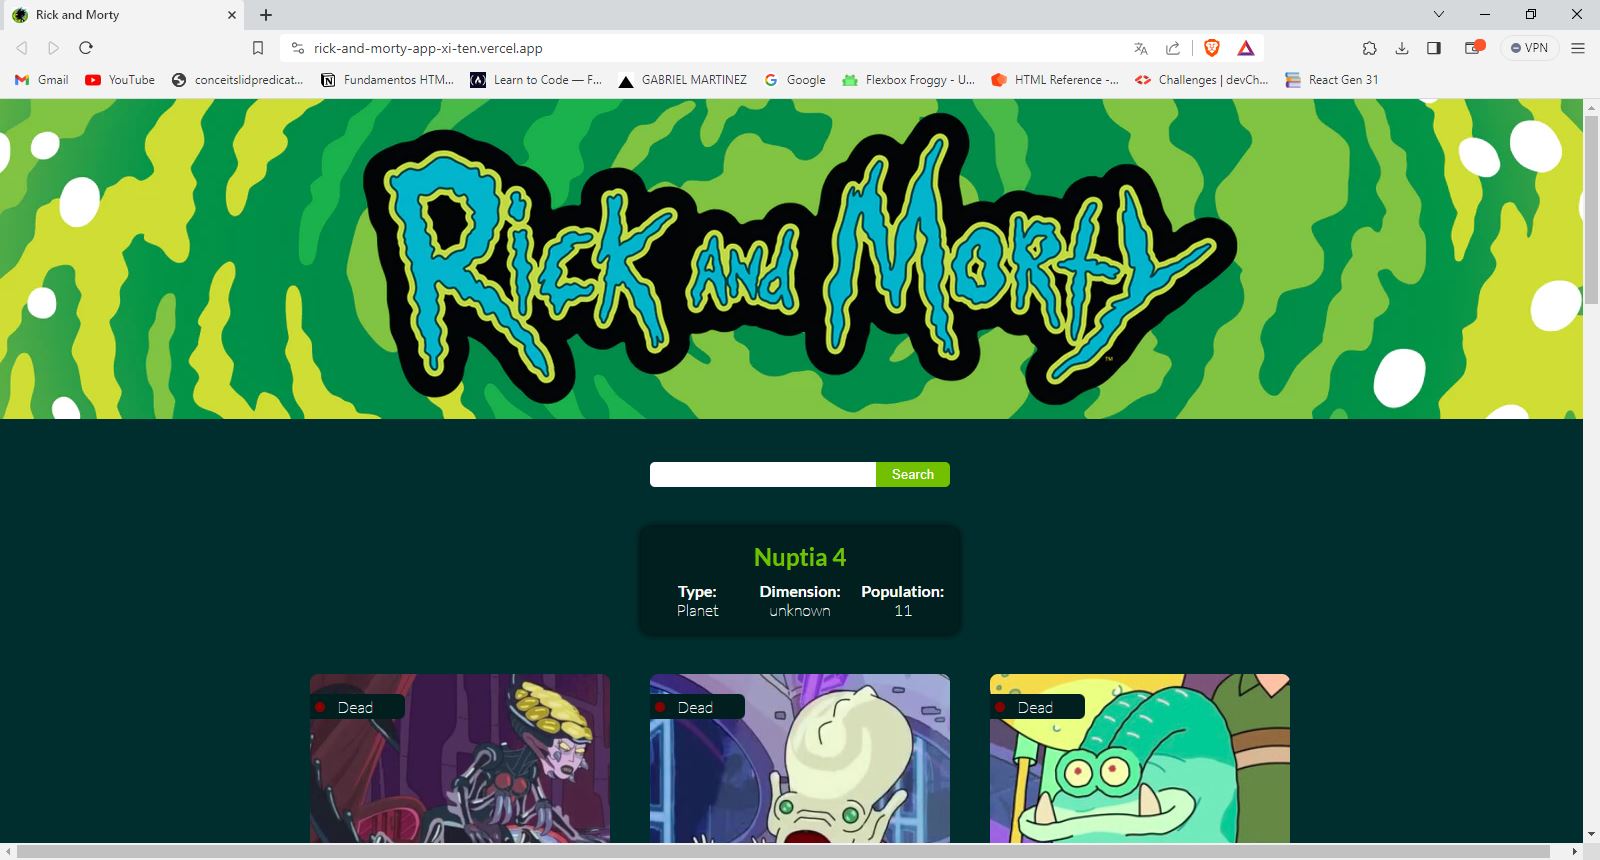 Rick and Morty
rick-and-morty-app-xi-ten.vercel.app
VPN
Gmail
YouTube
conceitslidpredicat...
Fundamentos HTM...
Learn to Code — F...
GABRIEL MARTINEZ
Google
Flexbox Froggy - U...
HTML Reference -...
Challenges | devCh...
React Gen 31
Rick and Morty
TM
Search
Nuptia 4
Type: Dimension: Population:
Planet unknown 11
Dead
Dead
Dead